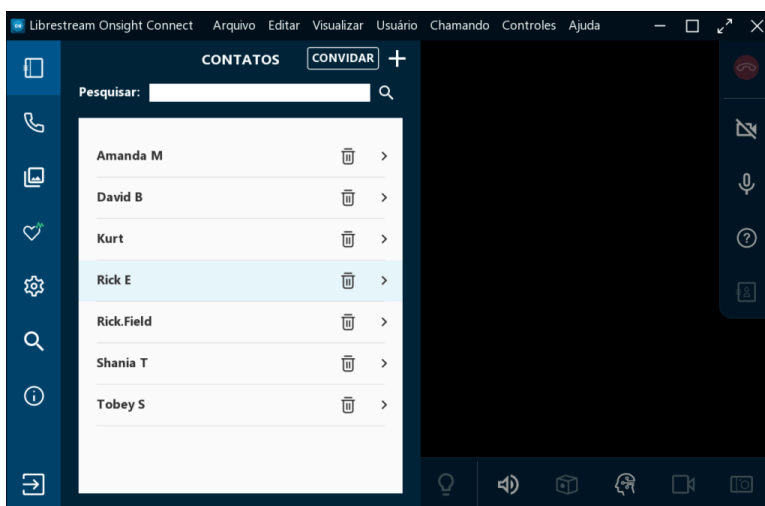 Librestream Onsight Connect Arquivo Editar Visualizar Usuário Chamando Controles Ajuda
CONTATOS CONVIDAR
Pesquisar:
Amanda M
David B
Kurt
Rick E
Rick.Field
Shania T
Tobey S